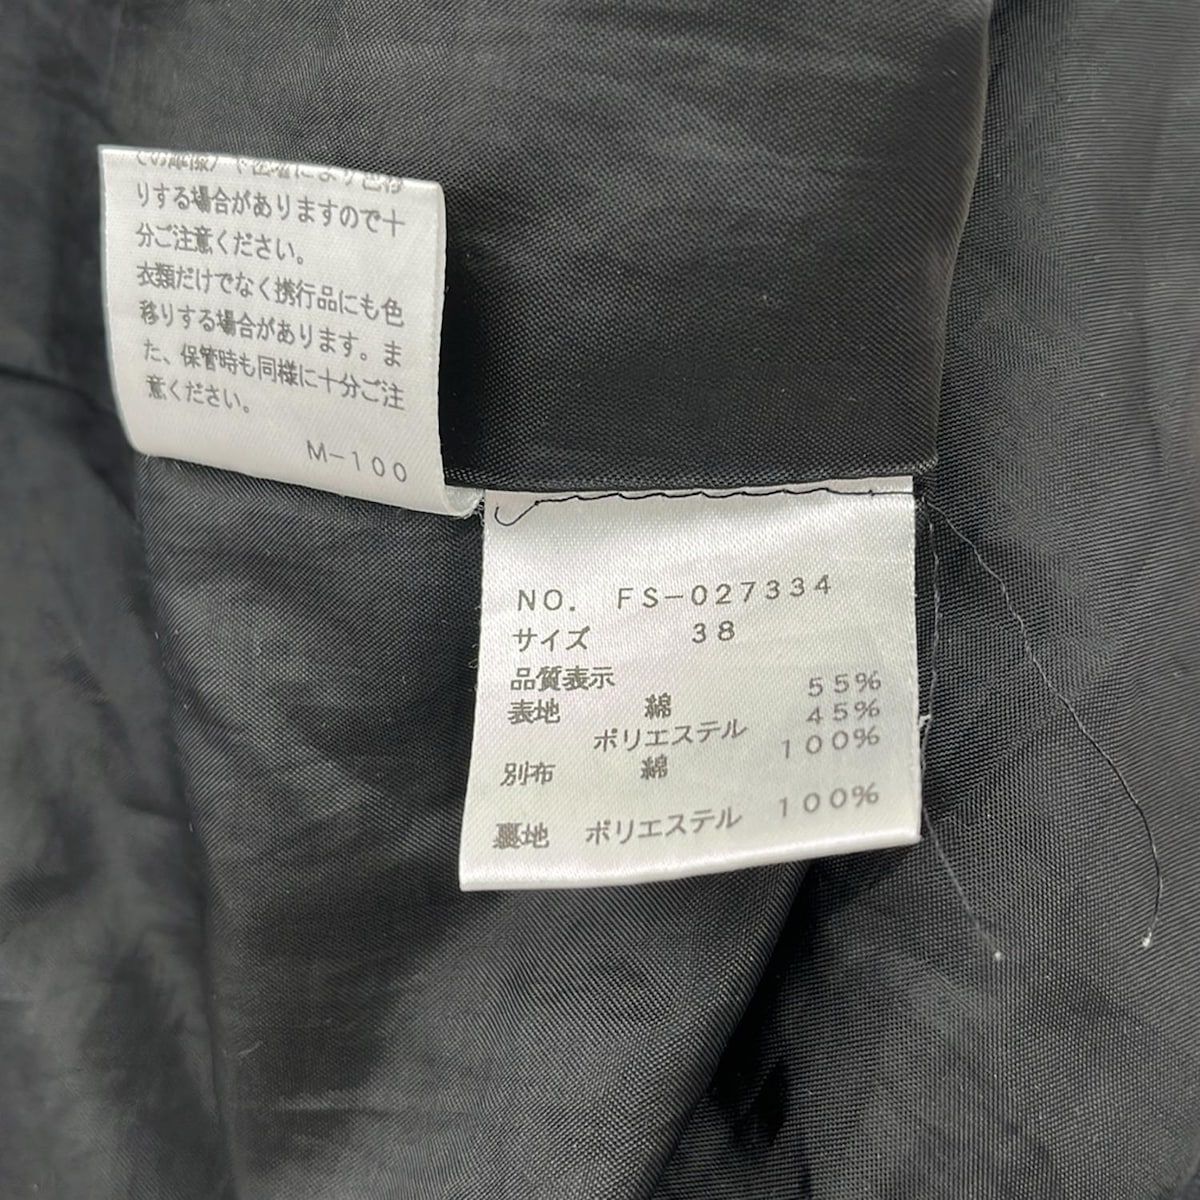 りする場合がありますので十
分ご注意ください。
衣類だけでなく携行品にも色
移りする場合があります。ま
た、保管時も同様に十分ご注
意ください。
M-100
NO. FS-027334
サイズ 38
品質表示
表地 綿 55%
ポリエステル 45%
別布 綿 100%
裏地 ポリエステル 100%